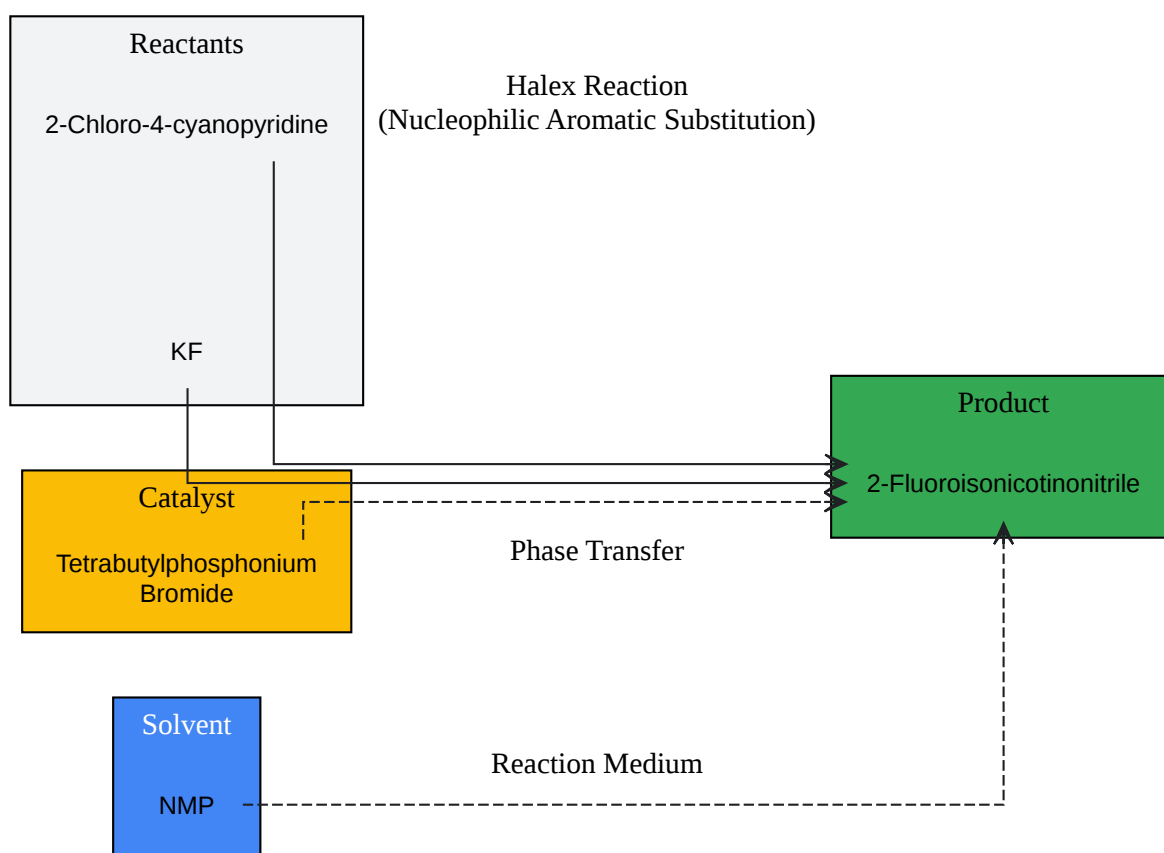 Reactants
2-Chloro-4-cyanopyridine
KF
Halex Reaction
(Nucleophilic Aromatic Substitution)
Catalyst
Tetrabutylphosphonium
Bromide
Phase Transfer
Product
2-Fluoroisonicotinonitrile
Solvent
NMP
Reaction Medium